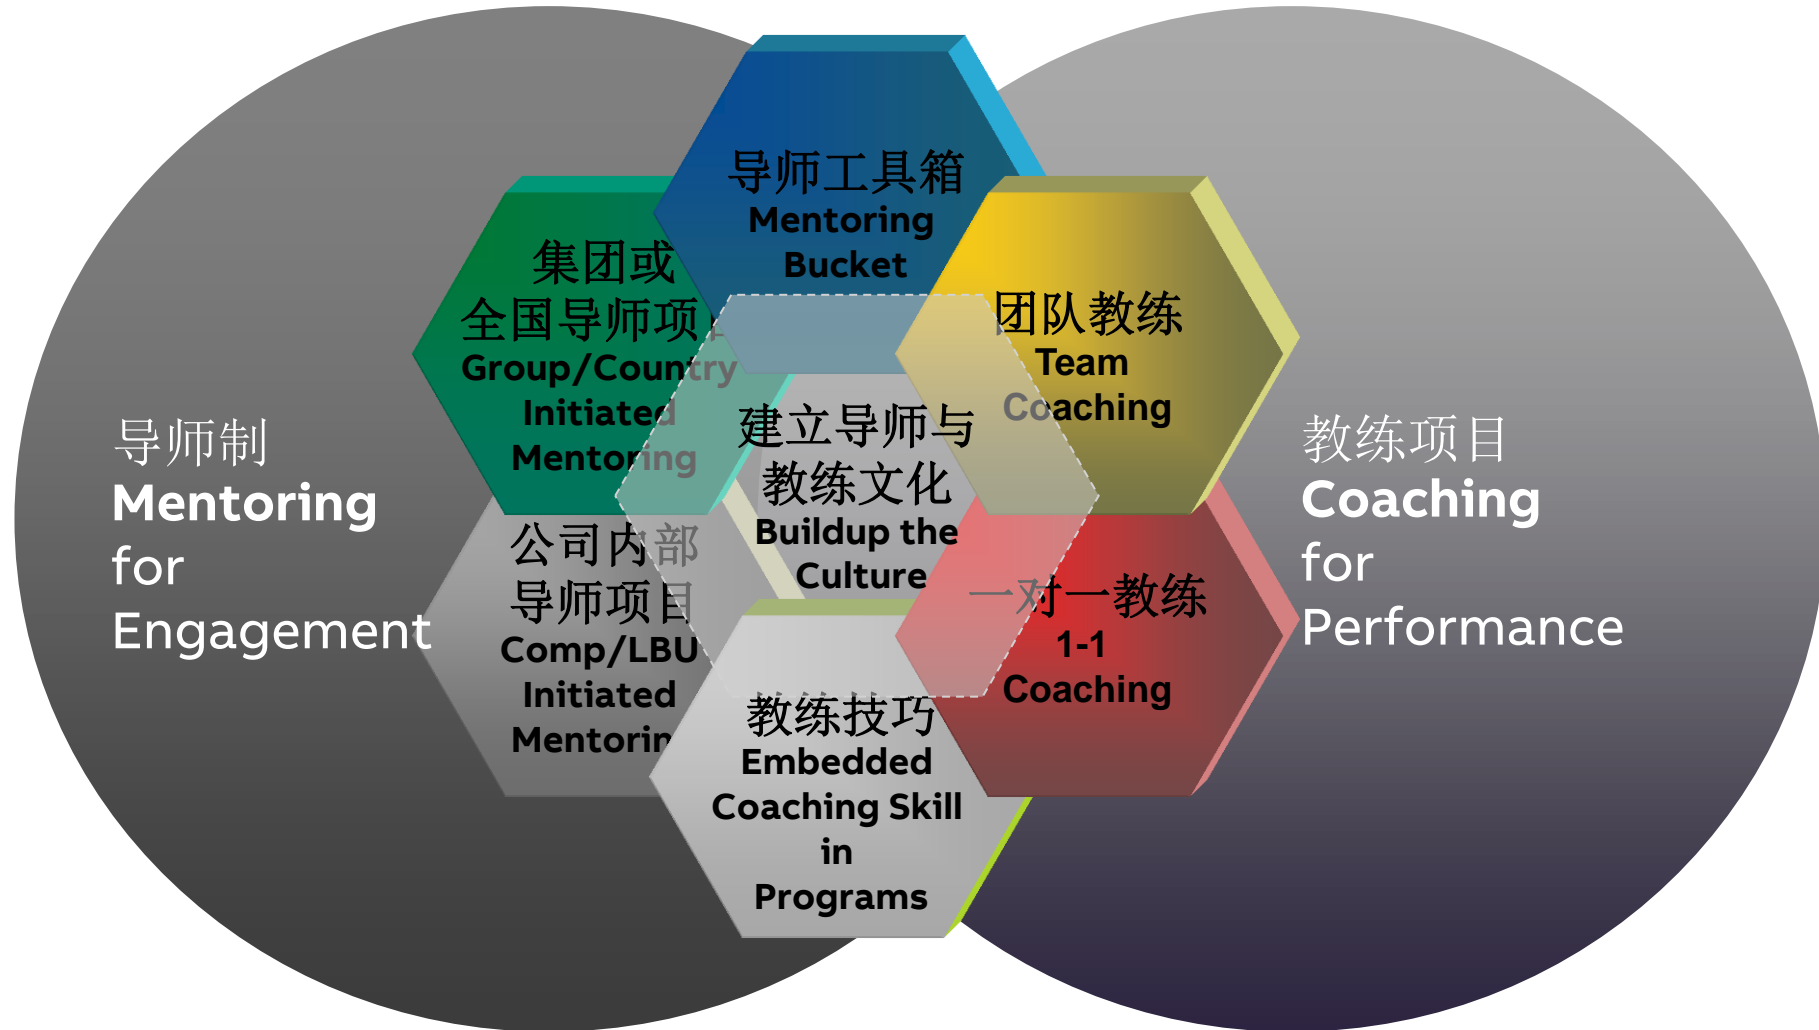 导师工具箱
Mentoring
Bucket
集团或
全国导师项目
Group/Country
Initiated
Mentoring
团队教练
Team
Coaching
导师制
Mentoring
for
Engagement
建立导师与
教练文化
Buildup the
Culture
教练项目
Coaching
for
Performance
公司内部
导师项目
Comp/LBU
Initiated
Mentoring
一对一教练
1-1
Coaching
教练技巧
Embedded
Coaching Skill
in
Programs